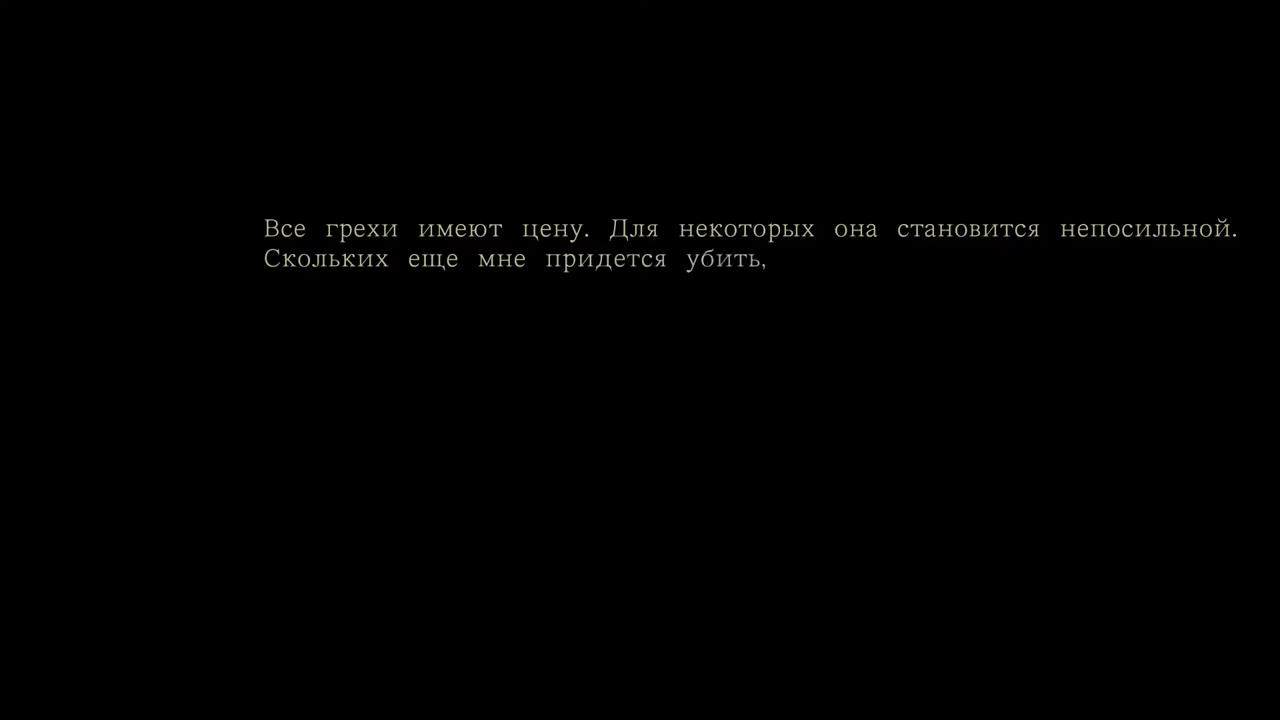 Все грехи имеют цену. Для некоторых она становится непосильной.
Скольких еще мне придется убить,